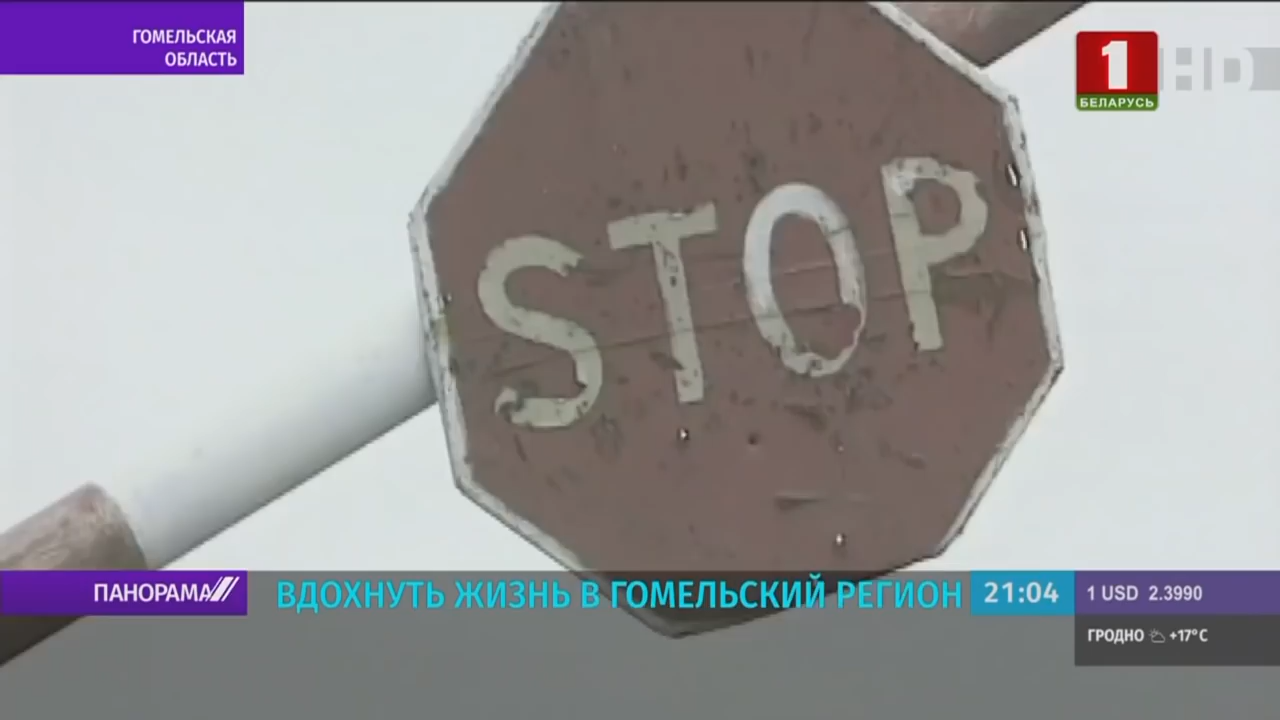 ГОМЕЛЬСКАЯ
ОБЛАСТЬ
1 HD
БЕЛАРУСЬ
STOP
ПАНОРАМА
ВДОХНУТЬ ЖИЗНЬ В ГОМЕЛЬСКИЙ РЕГИОН
21:04
1 USD 2.3990
ГРОДНО +17°C